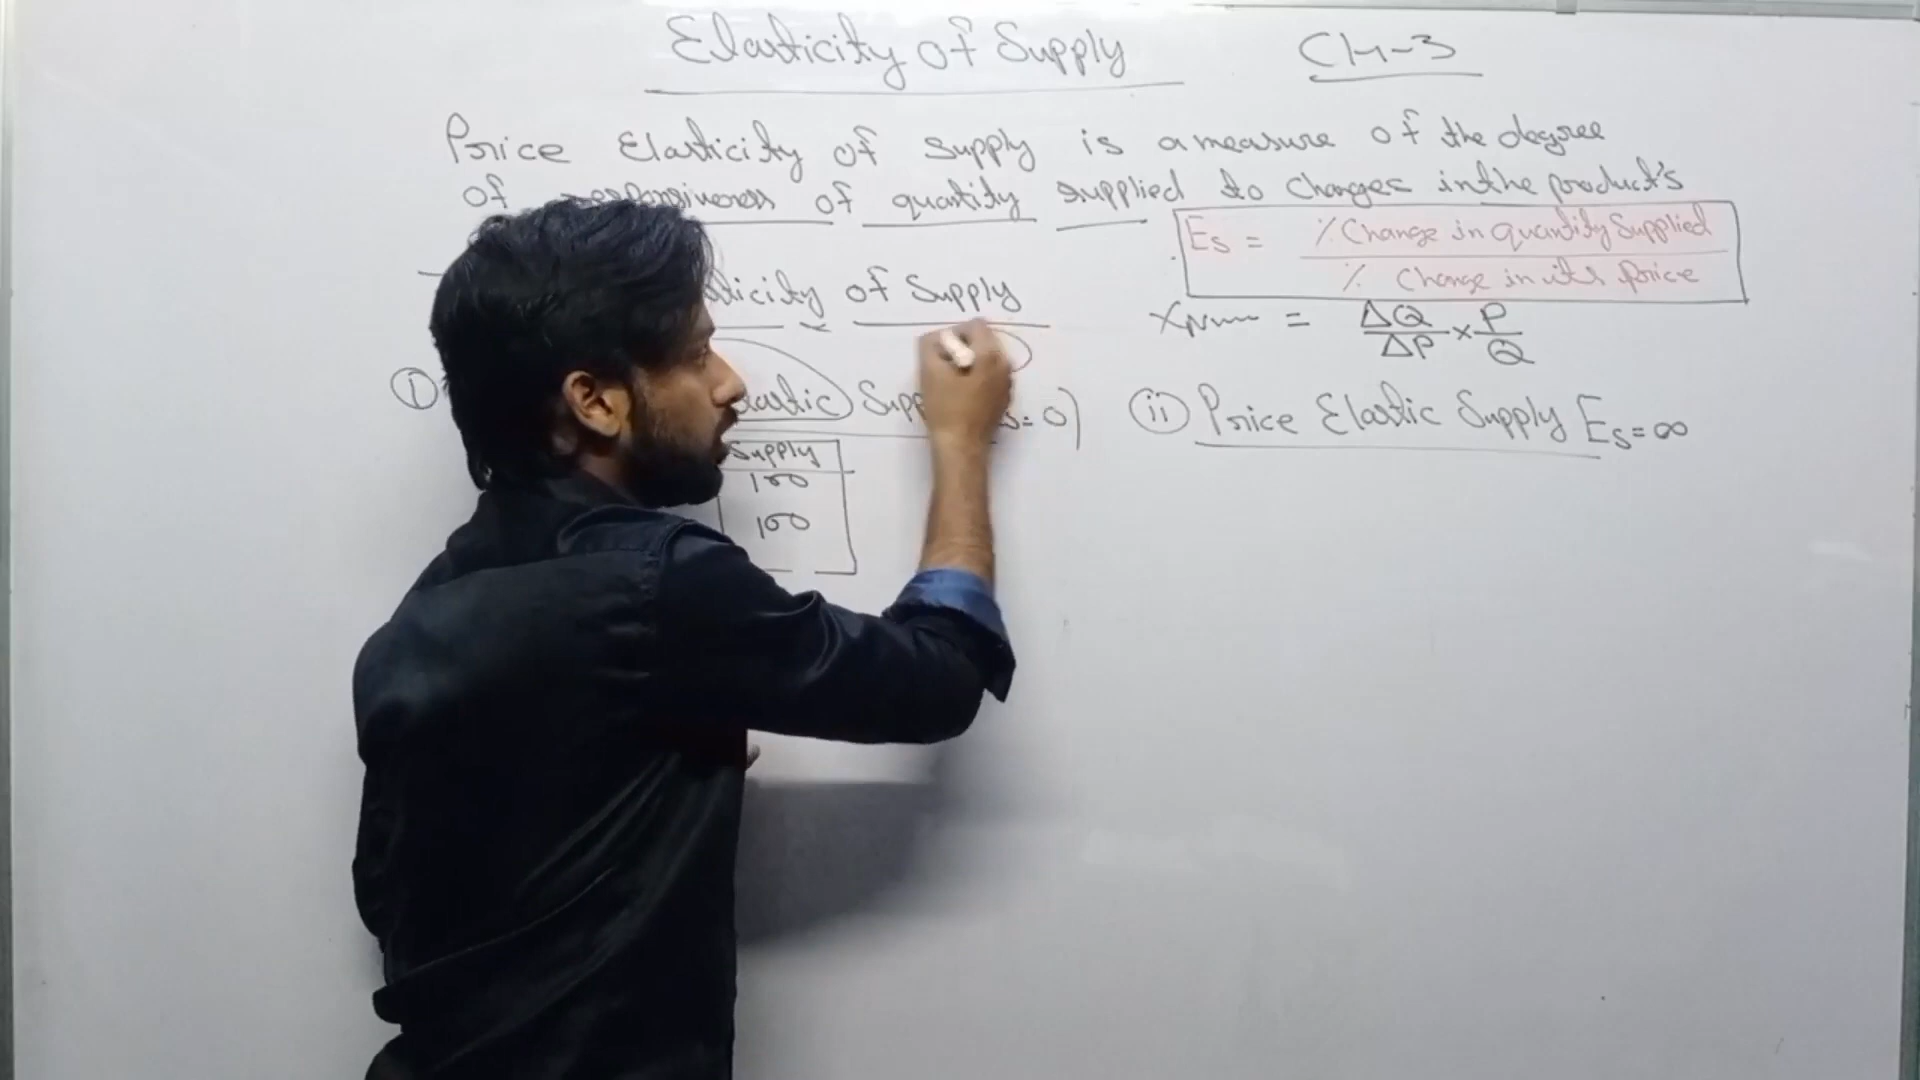 Elasticity of Supply CH-3
Price Elasticity of supply is a measure of the degree
of responsiveness of quantity supplied to changes in the product's
Es = % Change in quantity Supplied
% Change in its price
of Supply
= ΔQ/ΔP × P/Q
(i) Es=0) (ii) Price Elastic Supply Es=∞
Supply
100
100